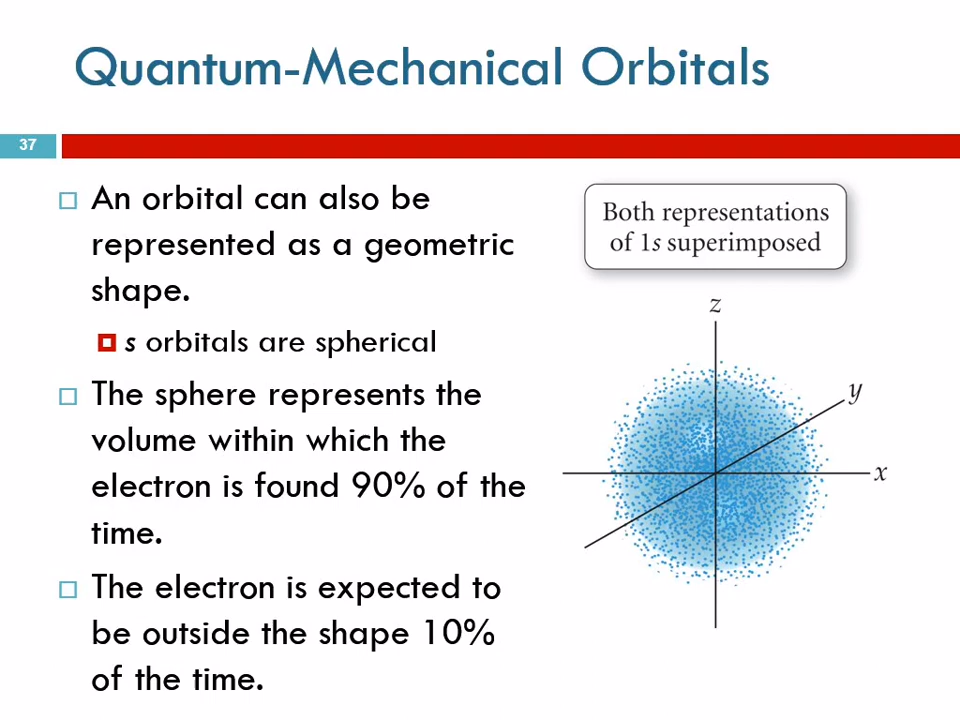 Quantum-Mechanical Orbitals
37
An orbital can also be
represented as a geometric
shape.
s orbitals are spherical
The sphere represents the
volume within which the
electron is found 90% of the
time.
The electron is expected to
be outside the shape 10%
of the time.
Both representations
of 1s superimposed
z
y
x